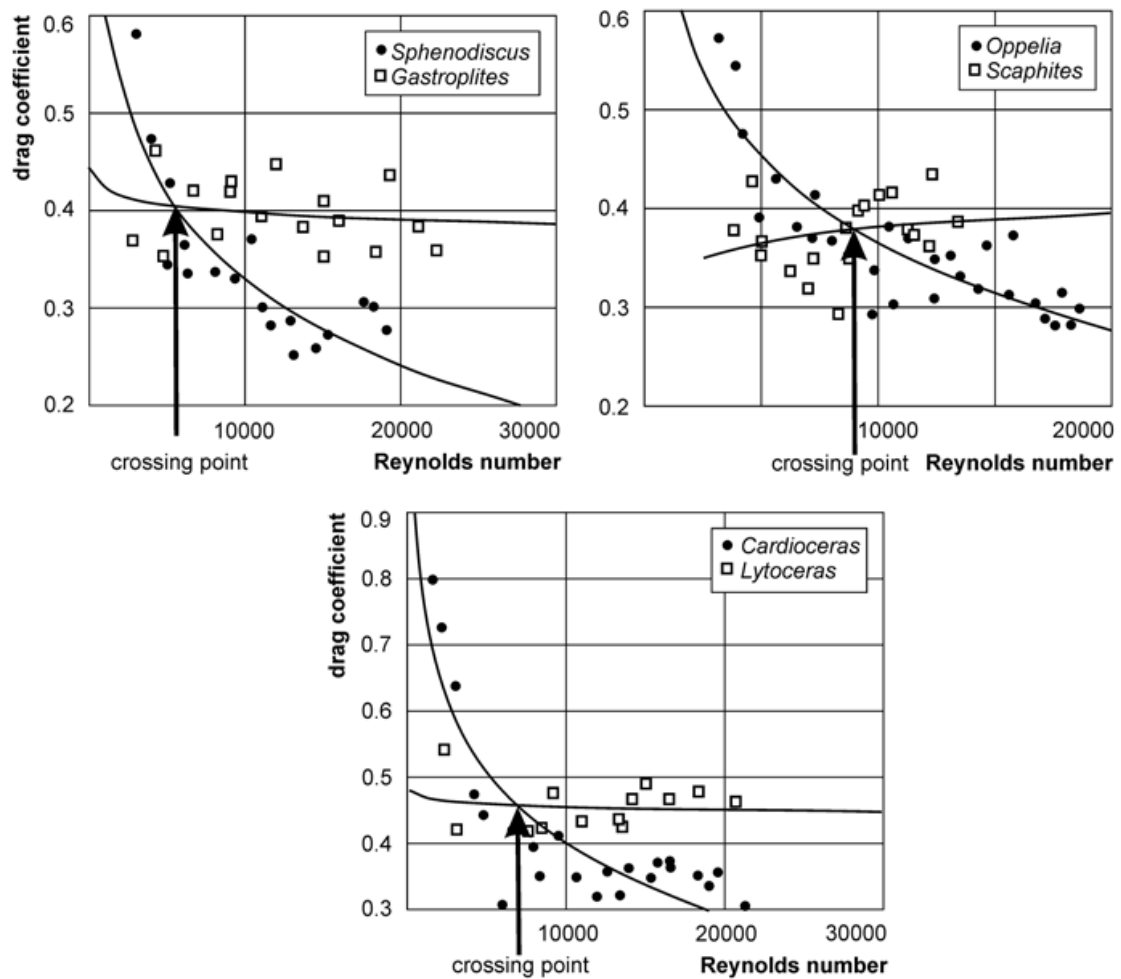 0.6
0.5
0.4
0.3
0.2
drag coefficient
Sphenodiscus
Gastroplites
10000
20000
30000
crossing point
Reynolds number
0.6
0.5
0.4
0.3
0.2
Oppelia
Scaphites
10000
20000
crossing point
Reynolds number
0.9
0.8
0.7
0.6
0.5
0.4
0.3
drag coefficient
Cardioceras
Lytoceras
10000
20000
30000
crossing point
Reynolds number